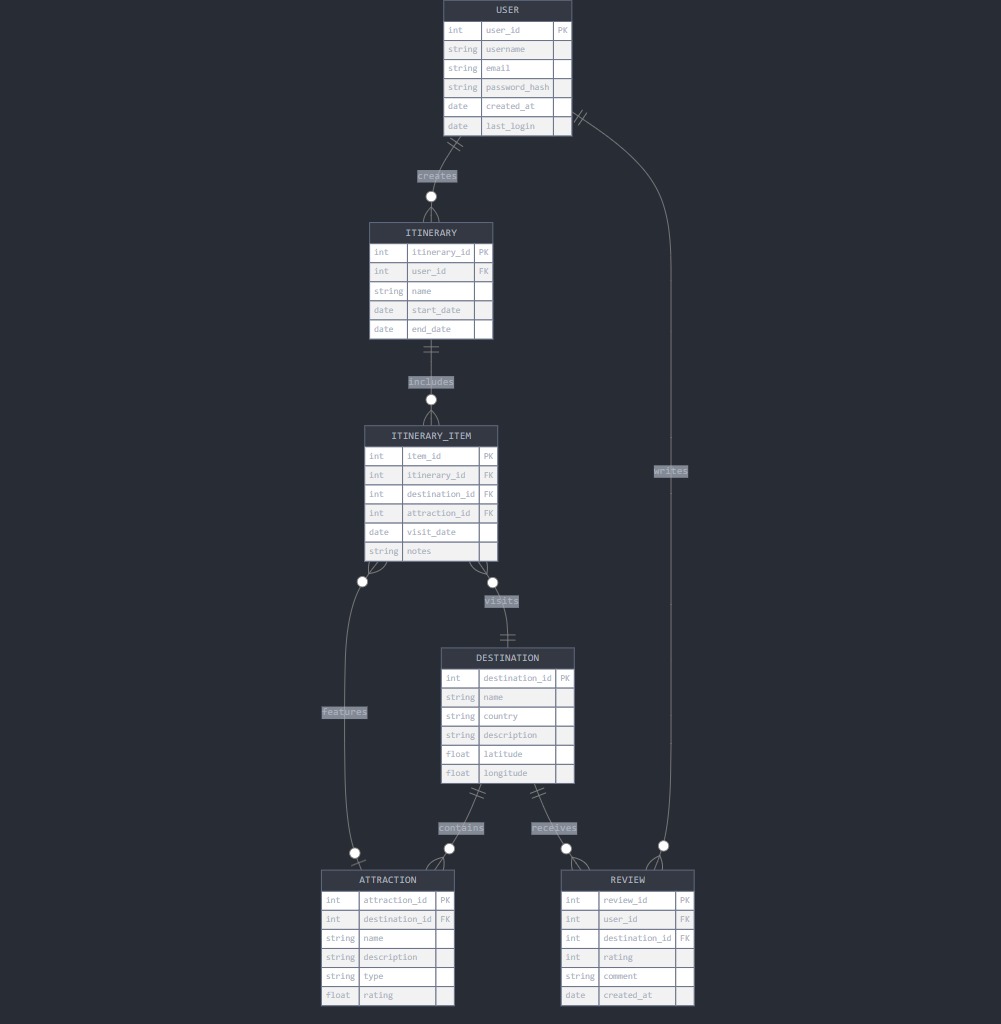 USER
int user_id PK
string username
string email
string password_hash
date created_at
date last_login
creates
ITINERARY
int itinerary_id PK
int user_id FK
string name
date start_date
date end_date
includes
ITINERARY_ITEM
int item_id PK
int itinerary_id FK
int destination_id FK
int attraction_id FK
date visit_date
string notes
writes
visits
DESTINATION
int destination_id PK
string name
string country
string description
float latitude
float longitude
features
contains
receives
ATTRACTION
int attraction_id PK
int destination_id FK
string name
string description
string type
float rating
REVIEW
int review_id PK
int user_id FK
int destination_id FK
int rating
string comment
date created_at